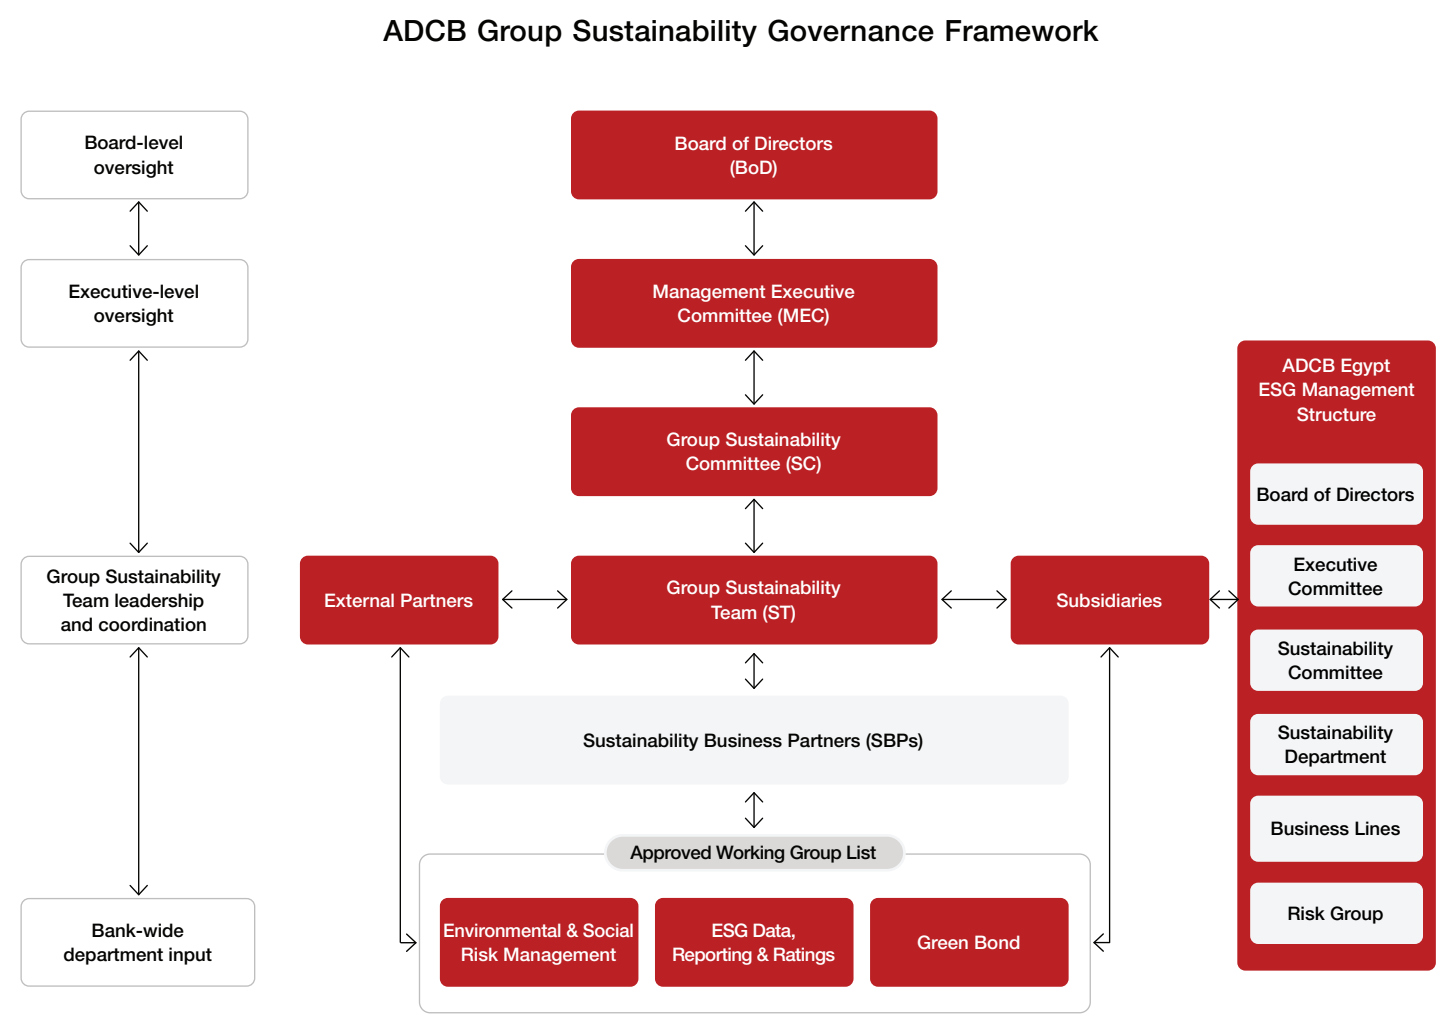 ADCB Group Sustainability Governance Framework
Board-level
oversight
Executive-level
oversight
Group Sustainability
Team leadership
and coordination
Bank-wide
department input
Board of Directors
(BoD)
Management Executive
Committee (MEC)
Group Sustainability
Committee (SC)
External Partners
Group Sustainability
Team (ST)
Subsidiaries
Sustainability Business Partners (SBPs)
Approved Working Group List
Environmental & Social
Risk Management
ESG Data,
Reporting & Ratings
Green Bond
ADCB Egypt
ESG Management
Structure
Board of Directors
Executive
Committee
Sustainability
Committee
Sustainability
Department
Business Lines
Risk Group